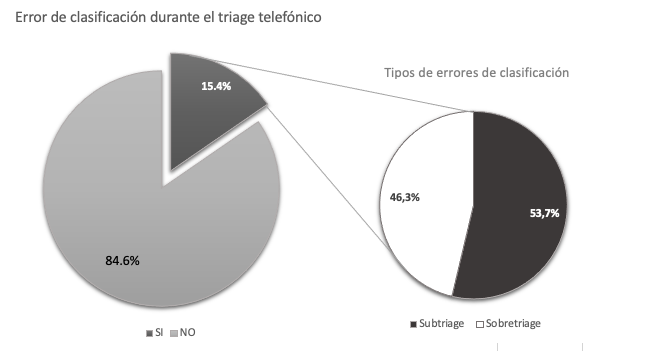 Error de clasificación durante el triage telefónico
Tipos de errores de clasificación
15.4%
46,3%
53,7%
84.6%
Subtriage Sobretriage
SI NO